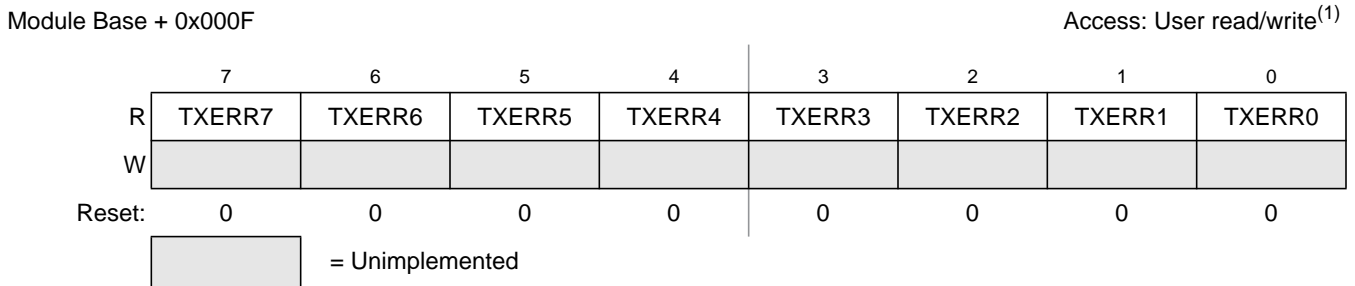 Module Base + 0x000F Access: User read/write(1)
7 6 5 4 3 2 1 0
R TXERR7 TXERR6 TXERR5 TXERR4 TXERR3 TXERR2 TXERR1 TXERR0
W
Reset: 0 0 0 0 0 0 0 0
= Unimplemented